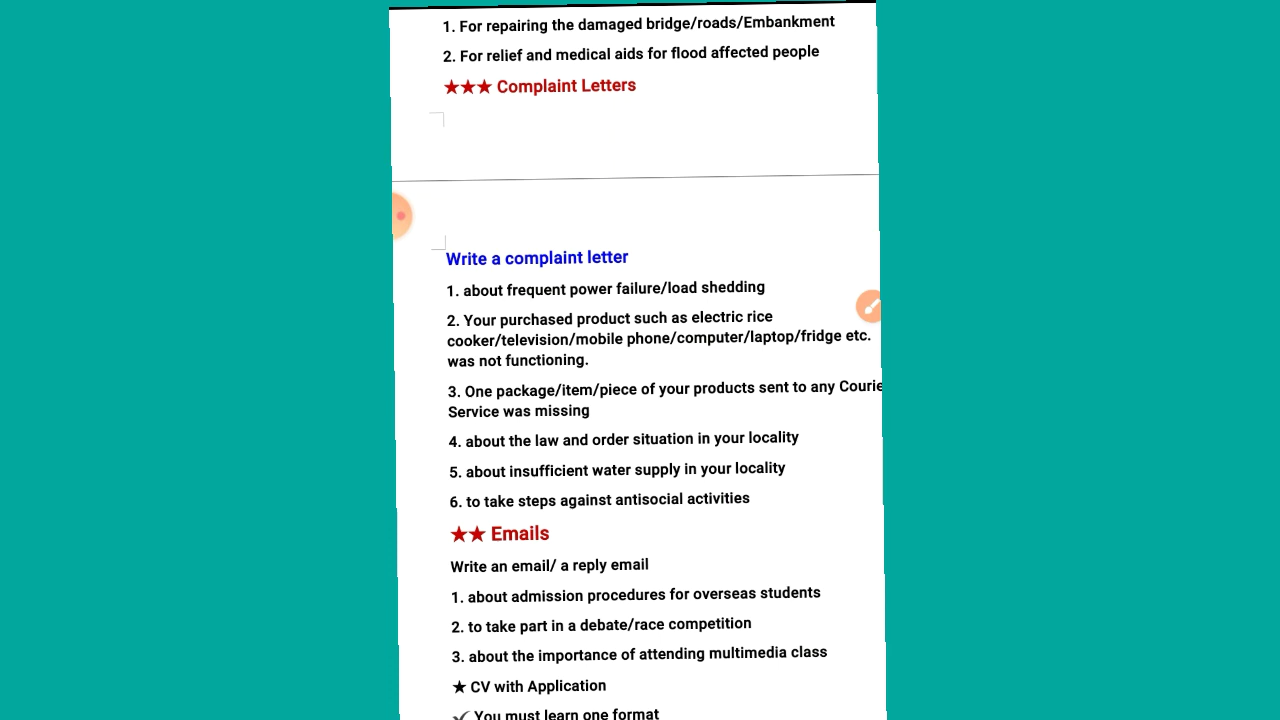 1. For repairing the damaged bridge/roads/Embankment
2. For relief and medical aids for flood affected people
★★★ Complaint Letters
Write a complaint letter
1. about frequent power failure/load shedding
2. Your purchased product such as electric rice
cooker/television/mobile phone/computer/laptop/fridge etc.
was not functioning.
3. One package/item/piece of your products sent to any Courie
Service was missing
4. about the law and order situation in your locality
5. about insufficient water supply in your locality
6. to take steps against antisocial activities
★★ Emails
Write an email/ a reply email
1. about admission procedures for overseas students
2. to take part in a debate/race competition
3. about the importance of attending multimedia class
★ CV with Application
✓ You must learn one format